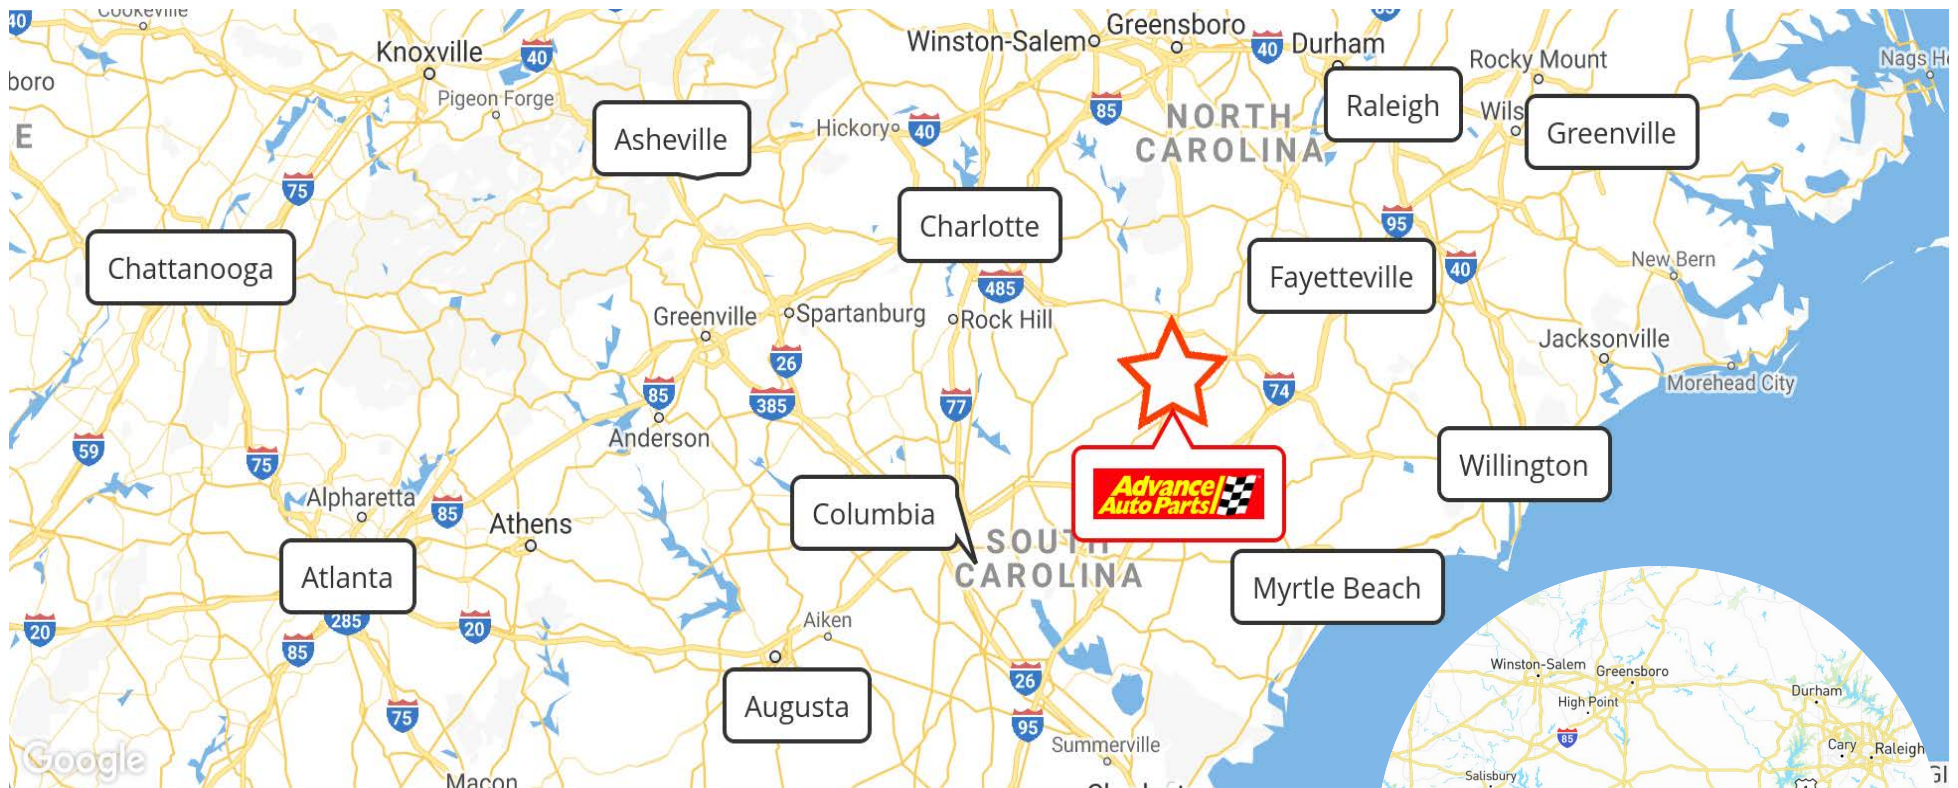 Cookeville
40
Knoxville
40
Winston-Salem
Greensboro
40
Durham
85
Rocky Mount
Nags H
boro
Pigeon Forge
85
Raleigh
Wils
Greenville
E
Asheville
Hickory
40
NORTH
CAROLINA
75
Charlotte
95
Chattanooga
Fayetteville
40
New Bern
485
Greenville
Spartanburg
Rock Hill
Jacksonville
26
85
385
77
74
Morehead City
Anderson
59
75
Willington
Alpharetta
85
Athens
Columbia
Advance
Auto Parts
SOUTH
CAROLINA
Atlanta
Myrtle Beach
285
20
85
20
Aiken
26
Augusta
75
95
Summerville
Google
Macon
Winston-Salem
Greensboro
High Point
Durham
85
Cary
Raleigh
Salisbury